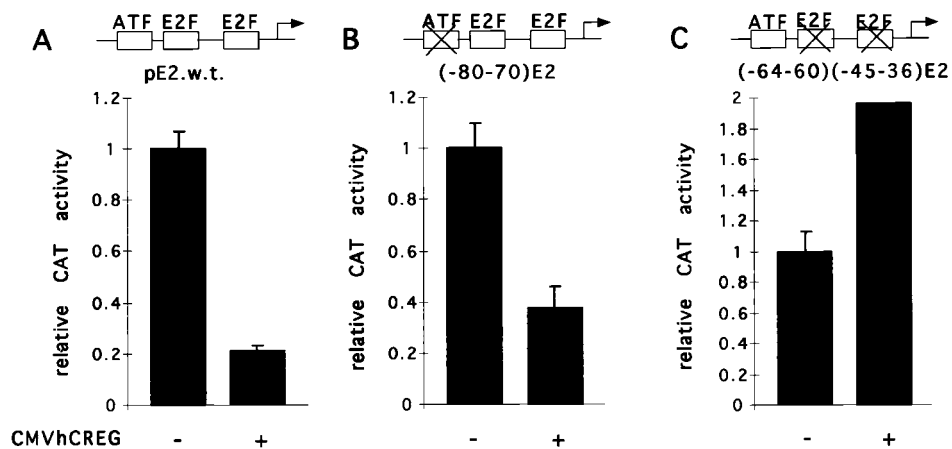 A
ATF E2F E2F
pE2.w.t.
relative CAT activity
1.2
1
0.8
0.6
0.4
0.2
0
CMVhCREG - +
B
ATF E2F E2F
(-80-70)E2
relative CAT activity
1.2
1
0.8
0.6
0.4
0.2
0
- +
C
ATF E2F E2F
(-64-60)(-45-36)E2
relative CAT activity
2
1.8
1.6
1.4
1.2
1
0.8
0.6
0.4
0.2
0
- +